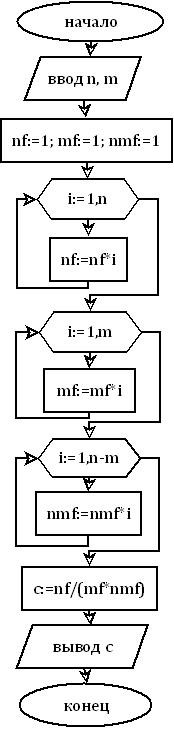 начало
ввод n, m
nf:=1; mf:=1; nmf:=1
i:=1,n
nf:=nf*i
i:=1,m
mf:=mf*i
i:=1,n-m
nmf:=nmf*i
c:=nf/(mf*nmf)
вывод c
конец